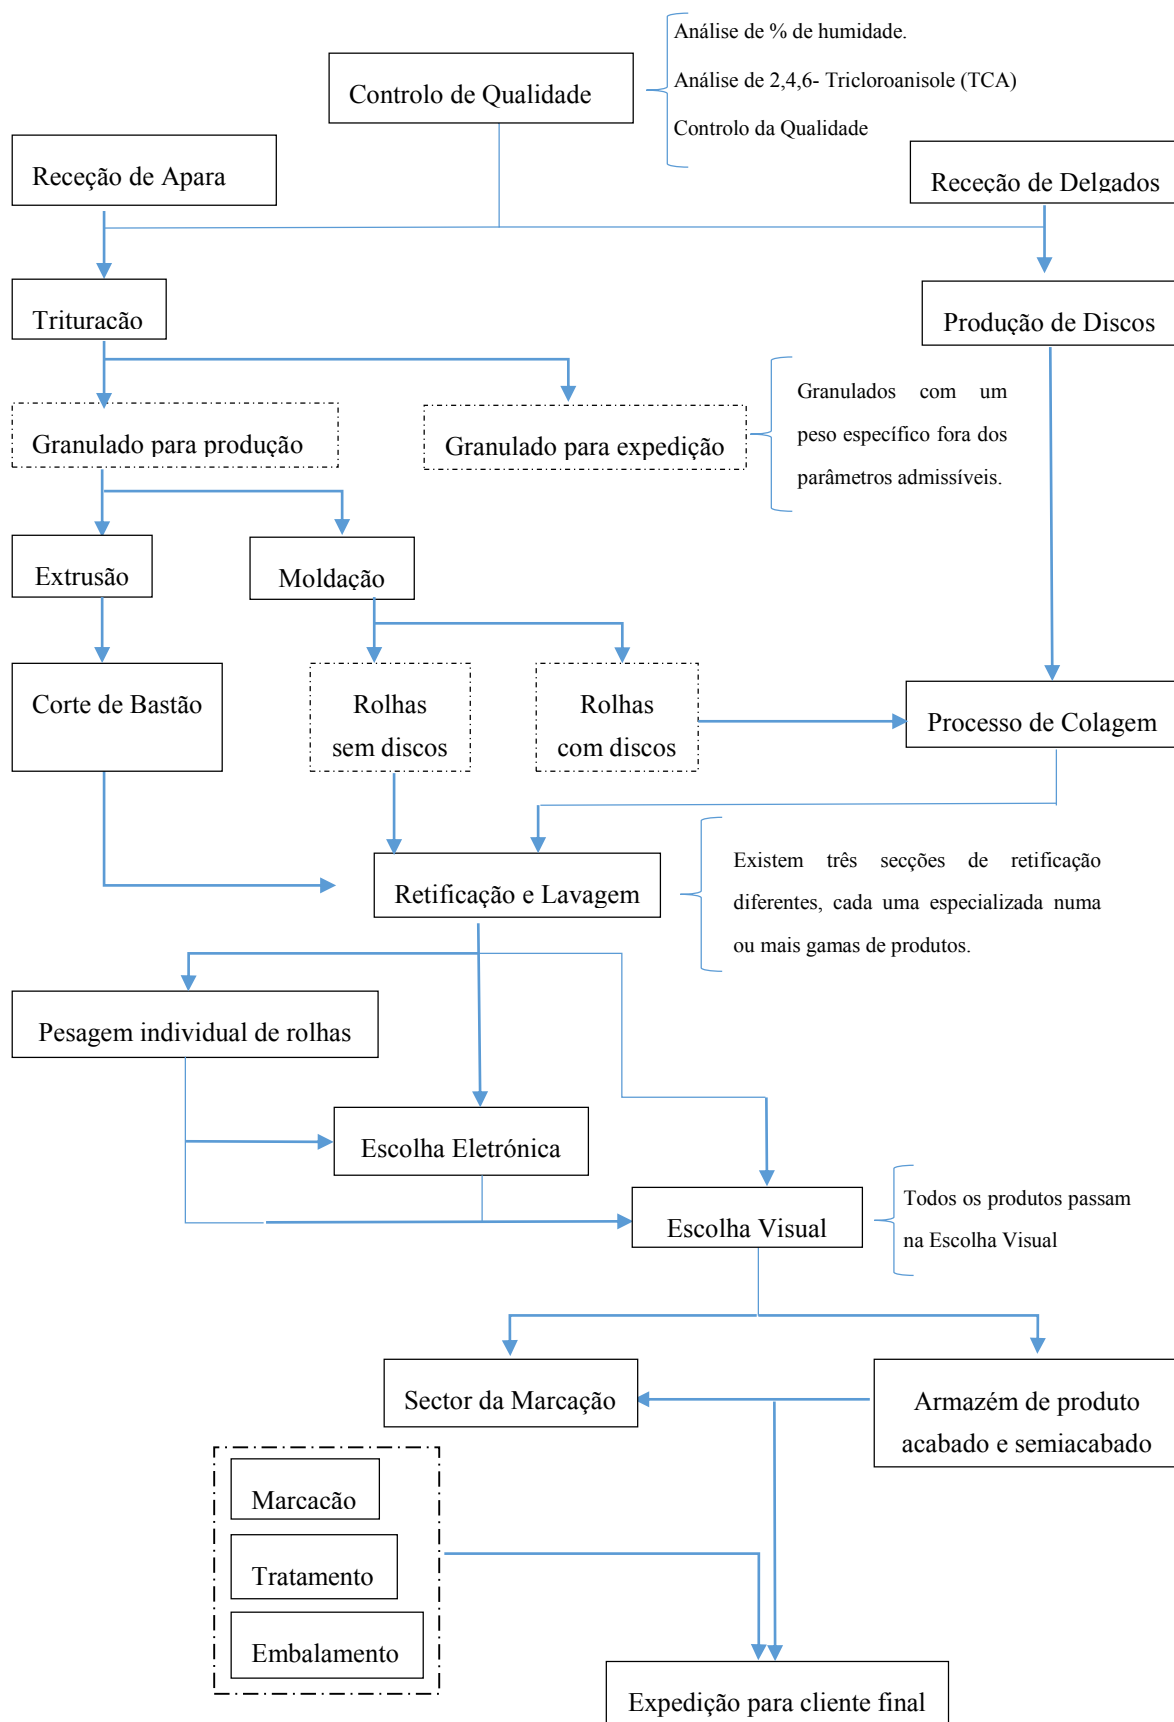 Análise de % de humidade.
Controlo de Qualidade
Análise de 2,4,6- Tricloroanisole (TCA)
Controlo da Qualidade
Receção de Apara
Receção de Delgados
Trituracão
Produção de Discos
Granulado para produção
Granulado para expedição
Granulados com um
peso específico fora dos
parâmetros admissíveis.
Extrusão
Moldação
Corte de Bastão
Rolhas
sem discos
Rolhas
com discos
Processo de Colagem
Retificação e Lavagem
Existem três secções de retificação
diferentes, cada uma especializada numa
ou mais gamas de produtos.
Pesagem individual de rolhas
Escolha Eletrónica
Escolha Visual
Todos os produtos passam
na Escolha Visual
Sector da Marcação
Armazém de produto
acabado e semiacabado
Marcacão
Tratamento
Embalamento
Expedição para cliente final